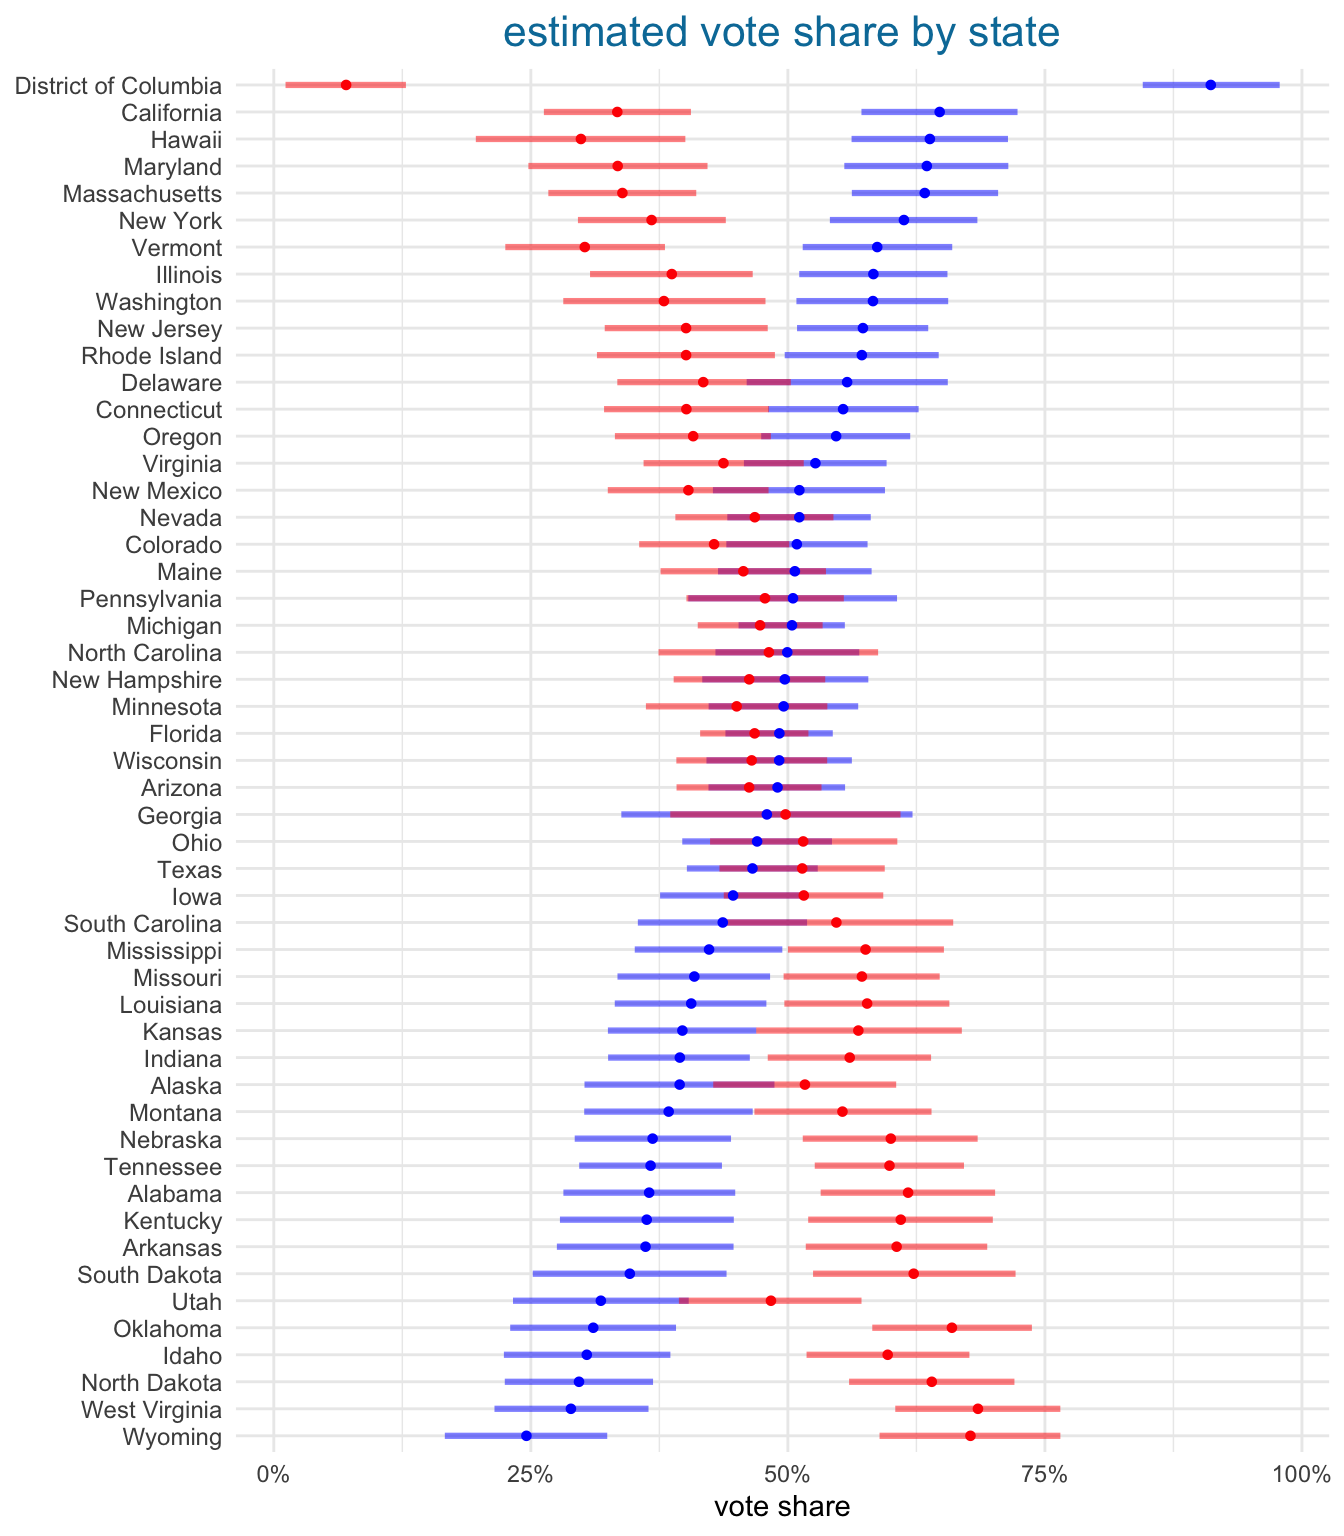 estimated vote share by state
District of Columbia
California
Hawaii
Maryland
Massachusetts
New York
Vermont
Illinois
Washington
New Jersey
Rhode Island
Delaware
Connecticut
Oregon
Virginia
New Mexico
Nevada
Colorado
Maine
Pennsylvania
Michigan
North Carolina
New Hampshire
Minnesota
Florida
Wisconsin
Arizona
Georgia
Ohio
Texas
Iowa
South Carolina
Mississippi
Missouri
Louisiana
Kansas
Indiana
Alaska
Montana
Nebraska
Tennessee
Alabama
Kentucky
Arkansas
South Dakota
Utah
Oklahoma
Idaho
North Dakota
West Virginia
Wyoming
0% 25% 50% 75% 100%
vote share